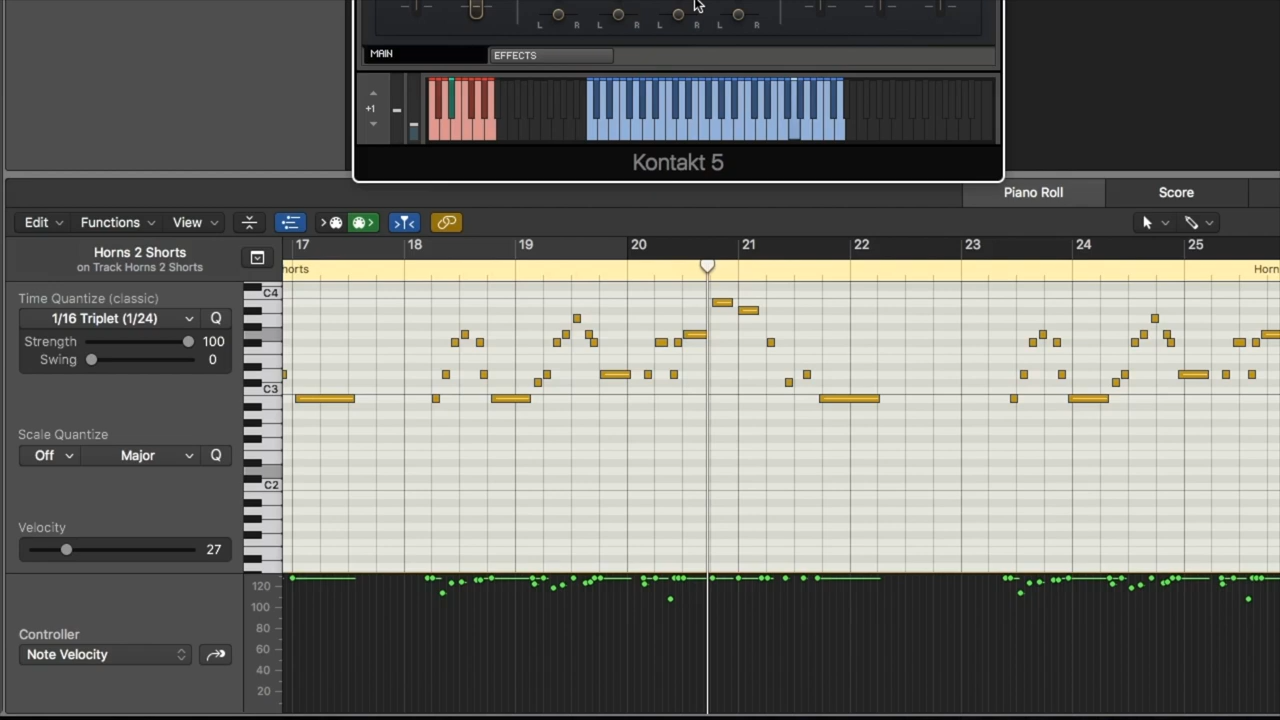 L R L R L R L R
MAIN EFFECTS
+1
Kontakt 5
Piano Roll Score
Edit Functions View
Horns 2 Shorts
on Track Horns 2 Shorts
17 18 19 20 21 22 23 24 25
horts Horn
Time Quantize (classic)
1/16 Triplet (1/24) Q
Strength 100
Swing 0
C4
C3
Scale Quantize
Off Major Q
C2
Velocity
27
120
100
80
60
40
20
Controller
Note Velocity